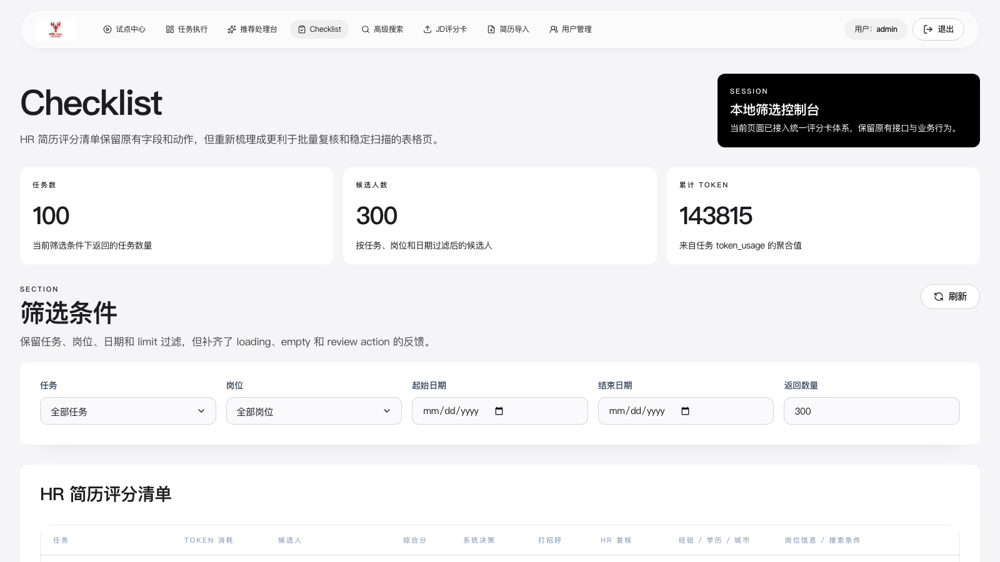 HRClaw
试点中心
任务执行
推荐处理台
Checklist
高级搜索
JD评分卡
简历导入
用户管理
用户：admin
退出
Checklist
HR 简历评分清单保留原有字段和动作，但重新梳理成更利于批量复核和稳定扫描的表格页。
SESSION
本地筛选控制台
当前页面已接入统一评分卡体系，保留原有接口与业务行为。
任务数
100
当前筛选条件下返回的任务数量
候选人数
300
按任务、岗位和日期过滤后的候选人
累计 TOKEN
143815
来自任务 token_usage 的聚合值
SECTION
筛选条件
保留任务、岗位、日期和 limit 过滤，但补齐了 loading、empty 和 review action 的反馈。
刷新
任务
岗位
起始日期
结束日期
返回数量
全部任务
全部岗位
mm/dd/yyyy
mm/dd/yyyy
300
HR 简历评分清单
任务
TOKEN 消耗
候选人
综合分
系统决策
打招呼
HR 复核
经验 / 学历 / 城市
岗位信息 / 搜索条件